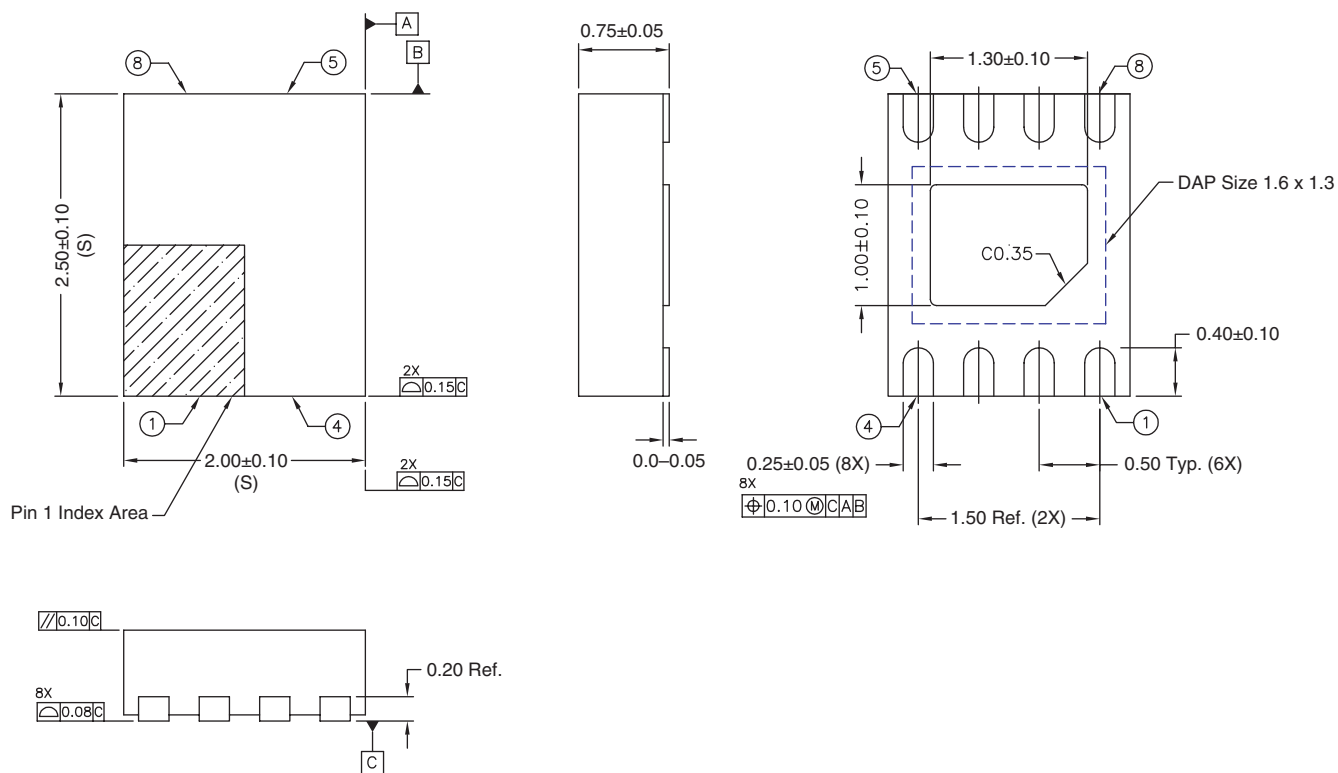 A
B
8
5
2.50±0.10
(S)
2X
⌓ 0.15 C
1
4
2.00±0.10
(S)
2X
⌓ 0.15 C
Pin 1 Index Area
0.75±0.05
0.0–0.05
5
1.30±0.10
8
DAP Size 1.6 x 1.3
1.00±0.10
C0.35
0.40±0.10
4
1
0.25±0.05 (8X)
0.50 Typ. (6X)
8X
⌖ 0.10 Ⓜ C A B
1.50 Ref. (2X)
// 0.10 C
0.20 Ref.
8X
⌓ 0.08 C
C